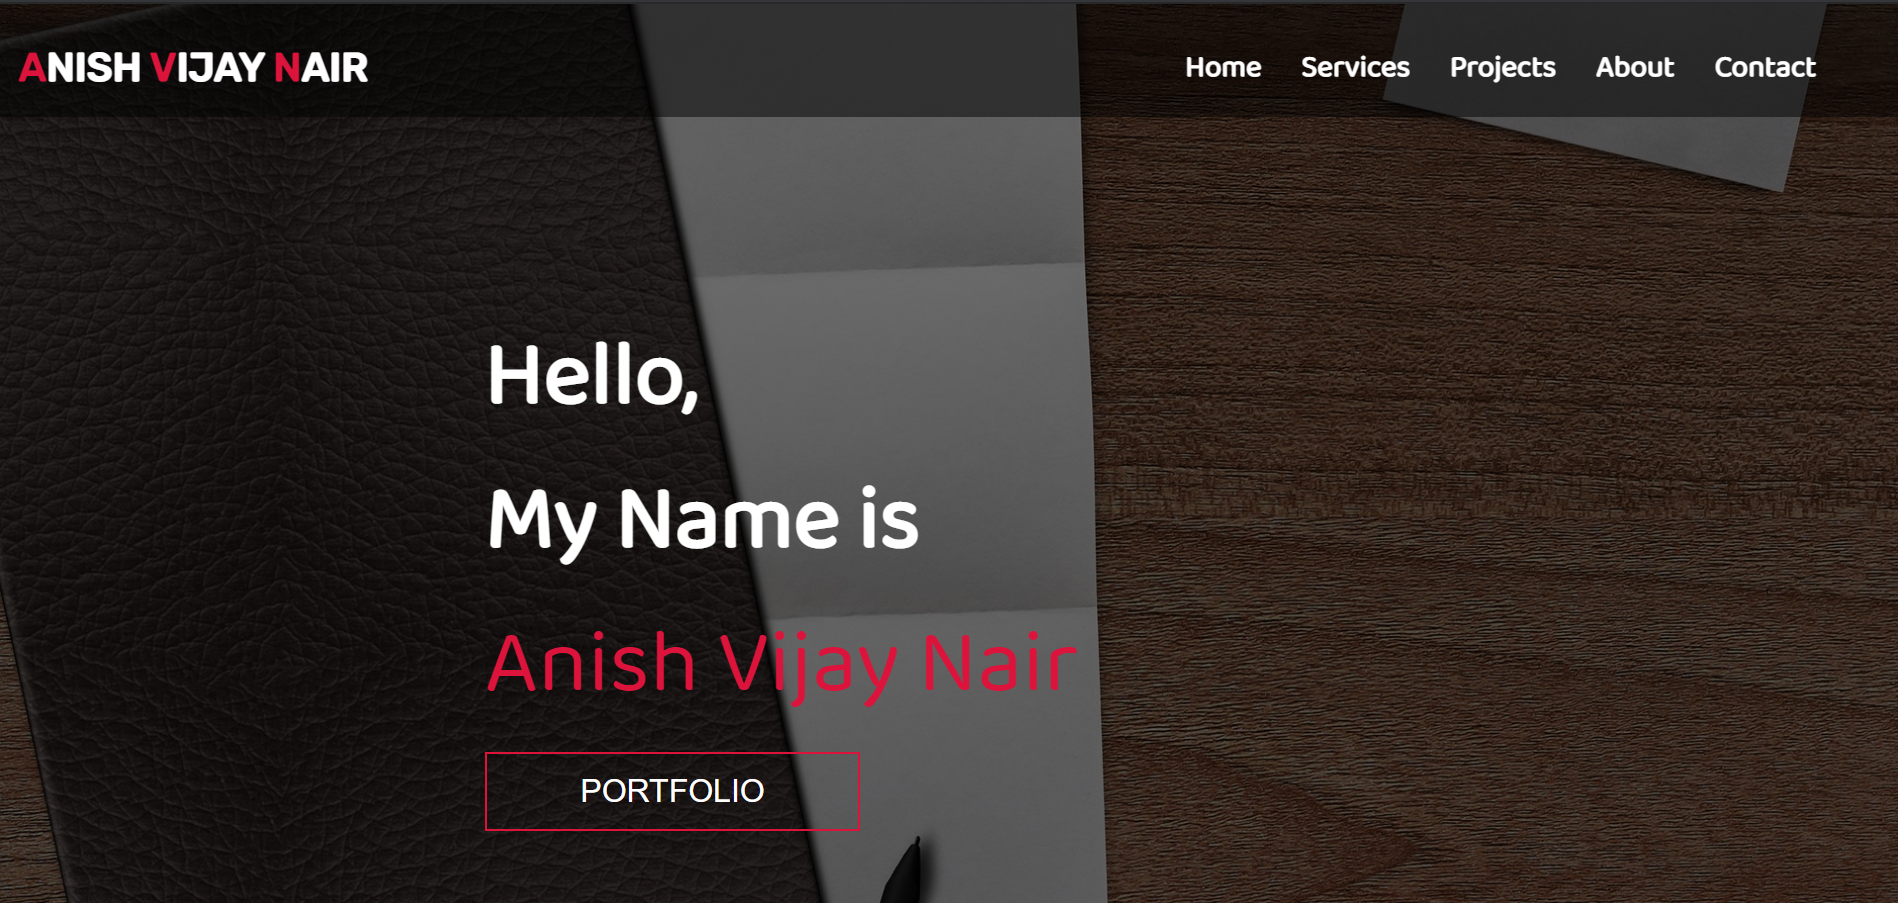 ANISH VIJAY NAIR
Home Services Projects About Contact
Hello,
My Name is
Anish Vijay Nair
PORTFOLIO